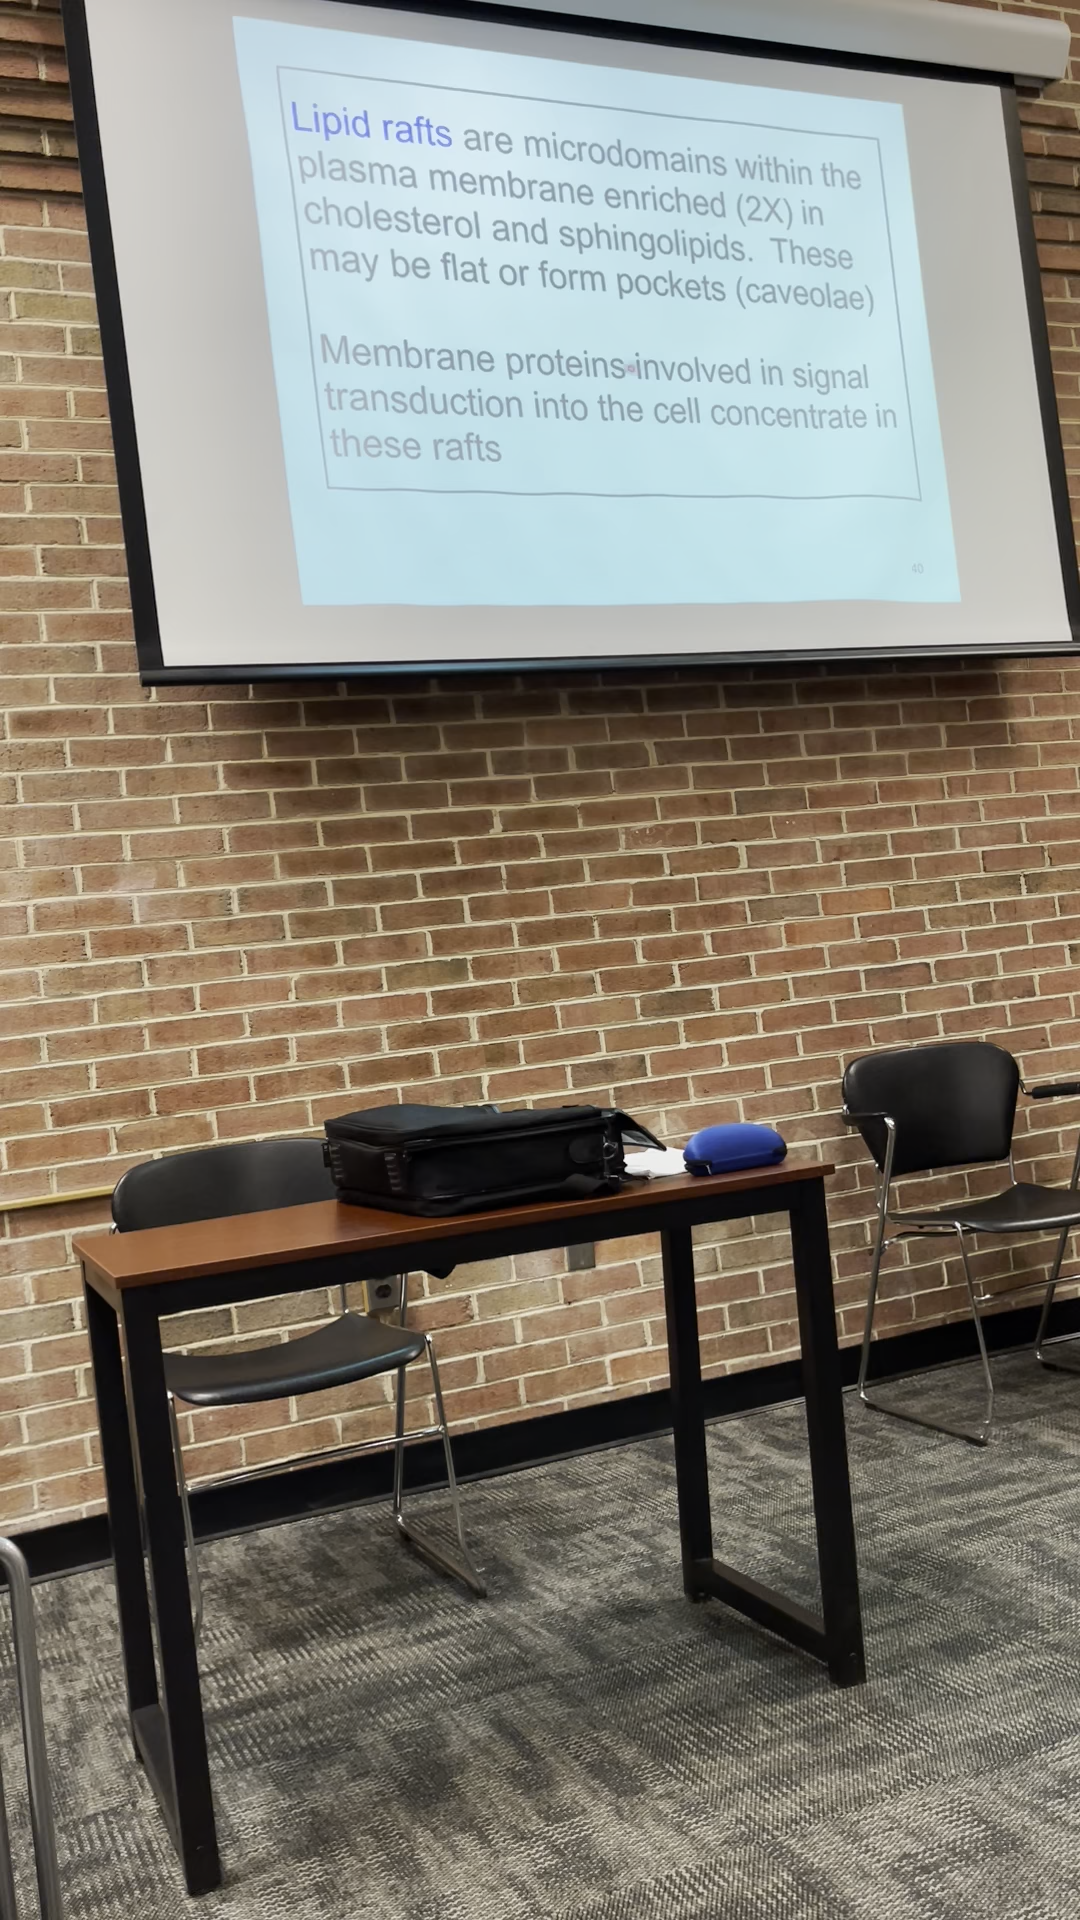 Lipid rafts are microdomains within the
plasma membrane enriched (2X) in
cholesterol and sphingolipids. These
may be flat or form pockets (caveolae)
Membrane proteins involved in signal
transduction into the cell concentrate in
these rafts
40